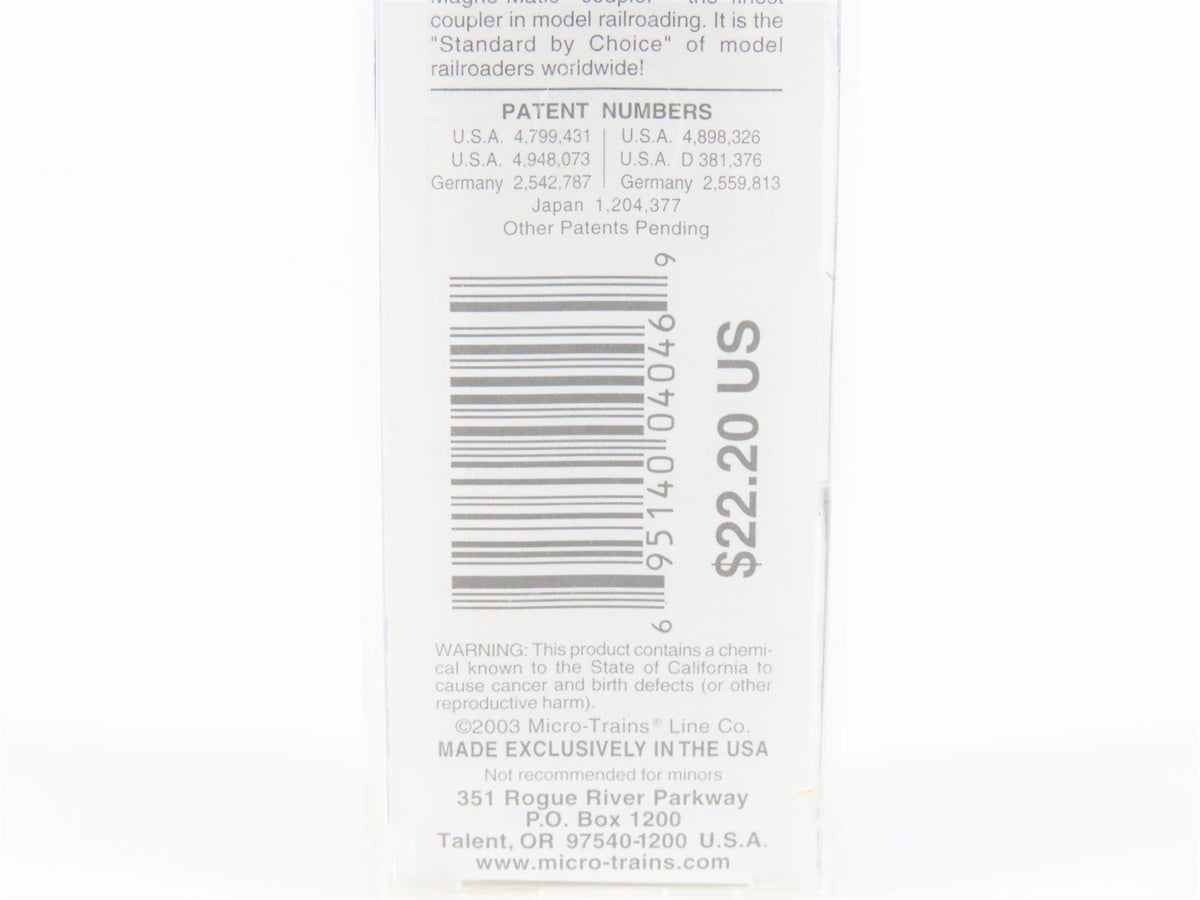 coupler in model railroading. It is the
"Standard by Choice" of model
railroaders worldwide!
PATENT NUMBERS
U.S.A. 4,799,431 | U.S.A. 4,898,326
U.S.A. 4,948,073 | U.S.A. D 381,376
Germany 2,542,787 | Germany 2,559,813
Japan 1,204,377
Other Patents Pending
6 95140 04046 9
$22.20 US
WARNING: This product contains a chemi-
cal known to the State of California to
cause cancer and birth defects (or other
reproductive harm).
©2003 Micro-Trains® Line Co.
MADE EXCLUSIVELY IN THE USA
Not recommended for minors
351 Rogue River Parkway
P.O. Box 1200
Talent, OR 97540-1200 U.S.A.
www.micro-trains.com